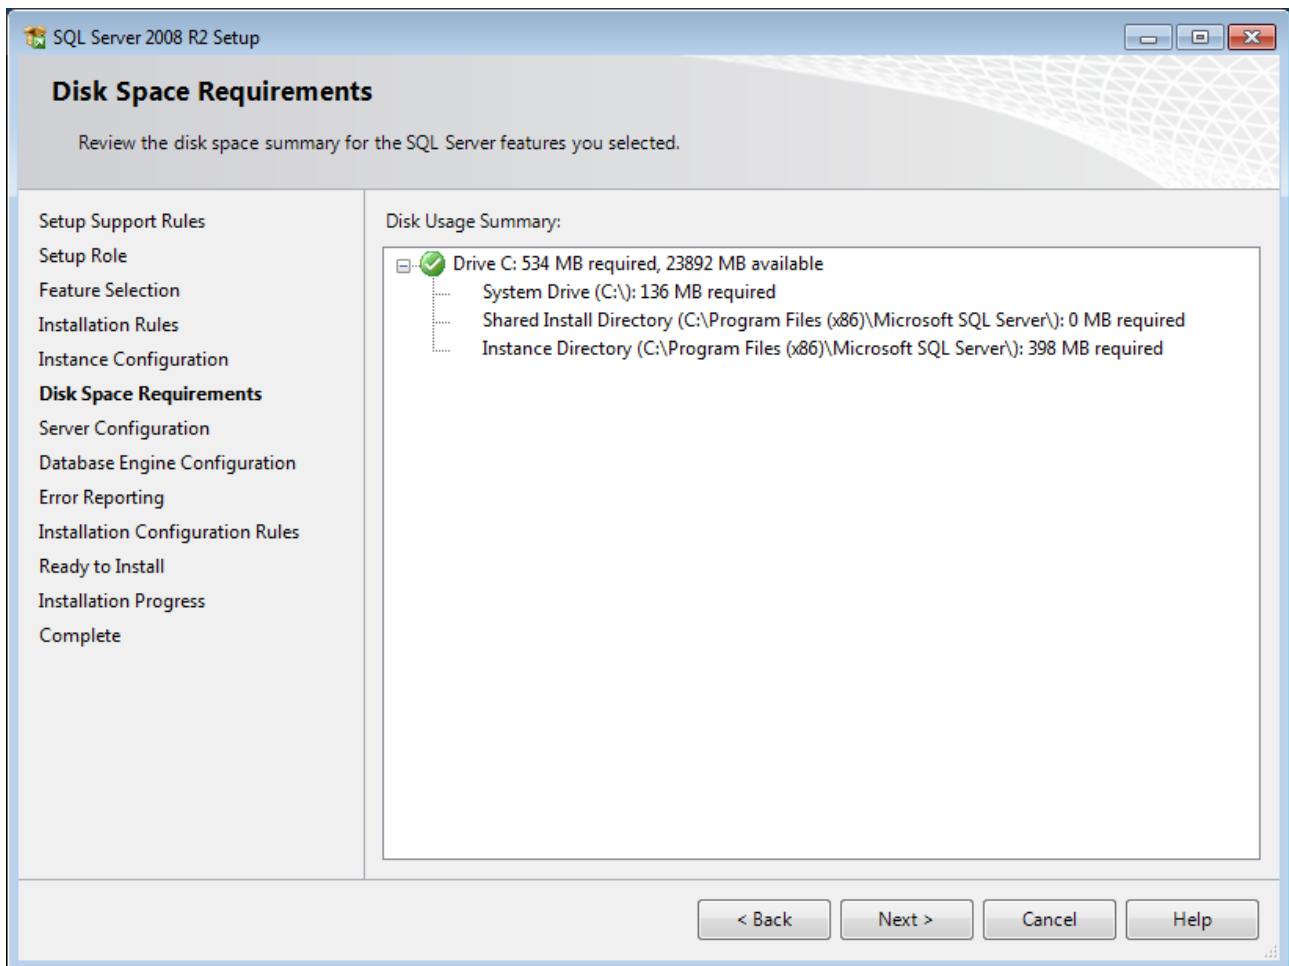 SQL Server 2008 R2 Setup
Disk Space Requirements
Review the disk space summary for the SQL Server features you selected.
Setup Support Rules
Setup Role
Feature Selection
Installation Rules
Instance Configuration
Disk Space Requirements
Server Configuration
Database Engine Configuration
Error Reporting
Installation Configuration Rules
Ready to Install
Installation Progress
Complete
Disk Usage Summary:
Drive C: 534 MB required, 23892 MB available
System Drive (C:\): 136 MB required
Shared Install Directory (C:\Program Files (x86)\Microsoft SQL Server\): 0 MB required
Instance Directory (C:\Program Files (x86)\Microsoft SQL Server\): 398 MB required
< Back
Next >
Cancel
Help